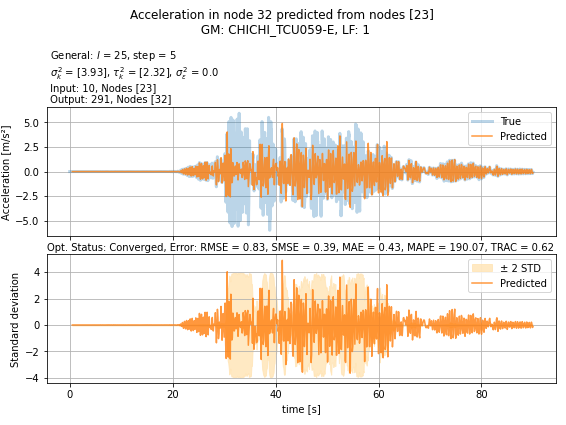 Acceleration in node 32 predicted from nodes [23]
GM: CHICHI_TCU059-E, LF: 1
General: l = 25, step = 5
σ²ₖ = [3.93], τ²ₖ = [2.32], σ²ε = 0.0
Input: 10, Nodes [23]
Output: 291, Nodes [32]
Acceleration [m/s²]
5.0
2.5
0.0
−2.5
−5.0
True
Predicted
Opt. Status: Converged, Error: RMSE = 0.83, SMSE = 0.39, MAE = 0.43, MAPE = 190.07, TRAC = 0.62
Standard deviation
4
2
0
−2
−4
± 2 STD
Predicted
0 20 40 60 80
time [s]